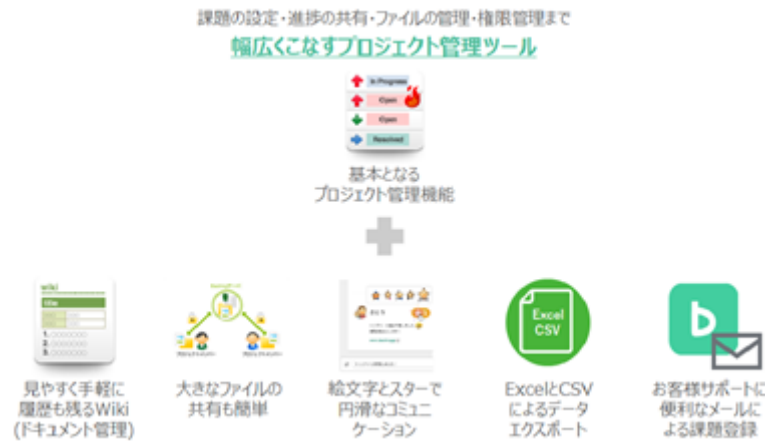 課題の設定・進捗の共有・ファイルの管理・権限管理まで
幅広くこなすプロジェクト管理ツール
In Progress
Open
Open
Resolved
基本となる
プロジェクト管理機能
wiki
title
1.
2.
3.
Excel
CSV
見やすく手軽に
履歴も残るWiki
(ドキュメント管理)
大きなファイルの
共有も簡単
絵文字とスターで
円滑なコミュニ
ケーション
ExcelとCSV
によるデータ
エクスポート
お客様サポートに
便利なメールに
よる課題登録